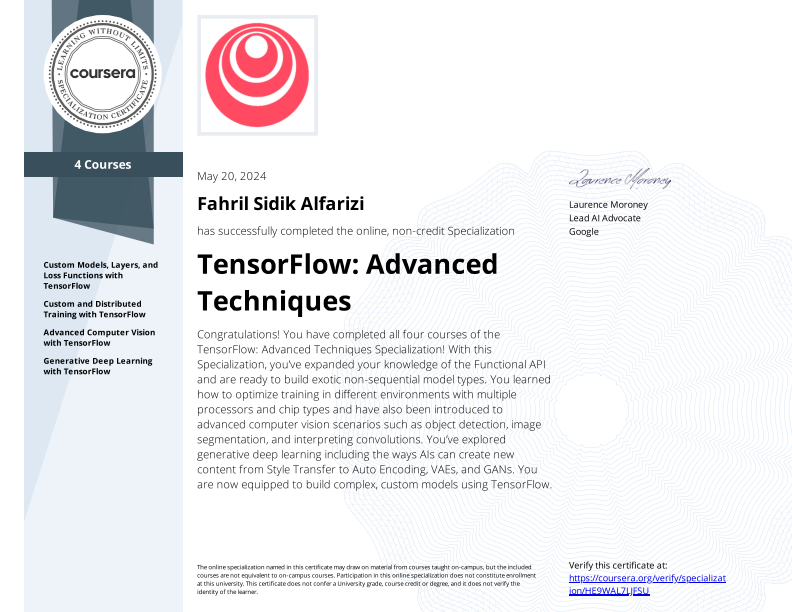 LEARNING WITHOUT LIMITS
coursera
SPECIALIZATION CERTIFICATE
4 Courses
Custom Models, Layers, and
Loss Functions with
TensorFlow
Custom and Distributed
Training with TensorFlow
Advanced Computer Vision
with TensorFlow
Generative Deep Learning
with TensorFlow
May 20, 2024
Fahril Sidik Alfarizi
has successfully completed the online, non-credit Specialization
TensorFlow: Advanced
Techniques
Congratulations! You have completed all four courses of the
TensorFlow: Advanced Techniques Specialization! With this
Specialization, you've expanded your knowledge of the Functional API
and are ready to build exotic non-sequential model types. You learned
how to optimize training in different environments with multiple
processors and chip types and have also been introduced to
advanced computer vision scenarios such as object detection, image
segmentation, and interpreting convolutions. You've explored
generative deep learning including the ways AIs can create new
content from Style Transfer to Auto Encoding, VAEs, and GANs. You
are now equipped to build complex, custom models using TensorFlow.
Laurence Moroney
Laurence Moroney
Lead AI Advocate
Google
The online specialization named in this certificate may draw on material from courses taught on-campus, but the included
courses are not equivalent to on-campus courses. Participation in this online specialization does not constitute enrollment
at this university. This certificate does not confer a University grade, course credit or degree, and it does not verify the
identity of the learner.
Verify this certificate at:
https://coursera.org/verify/specializat
ion/HE9WAL7LJFSU